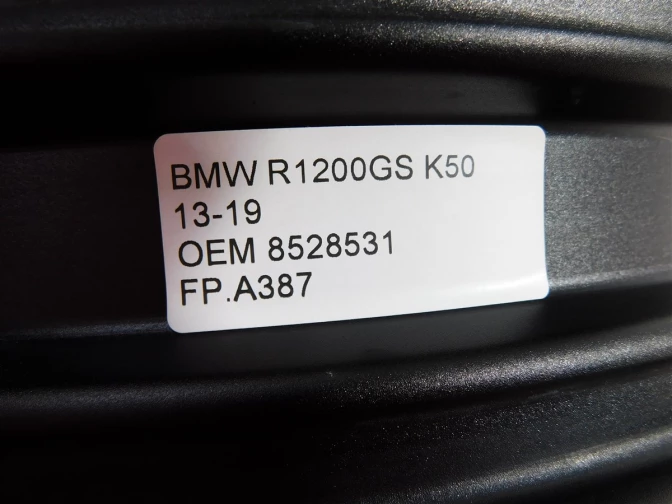 BMW R1200GS K50
13-19
OEM 8528531
FP.A387